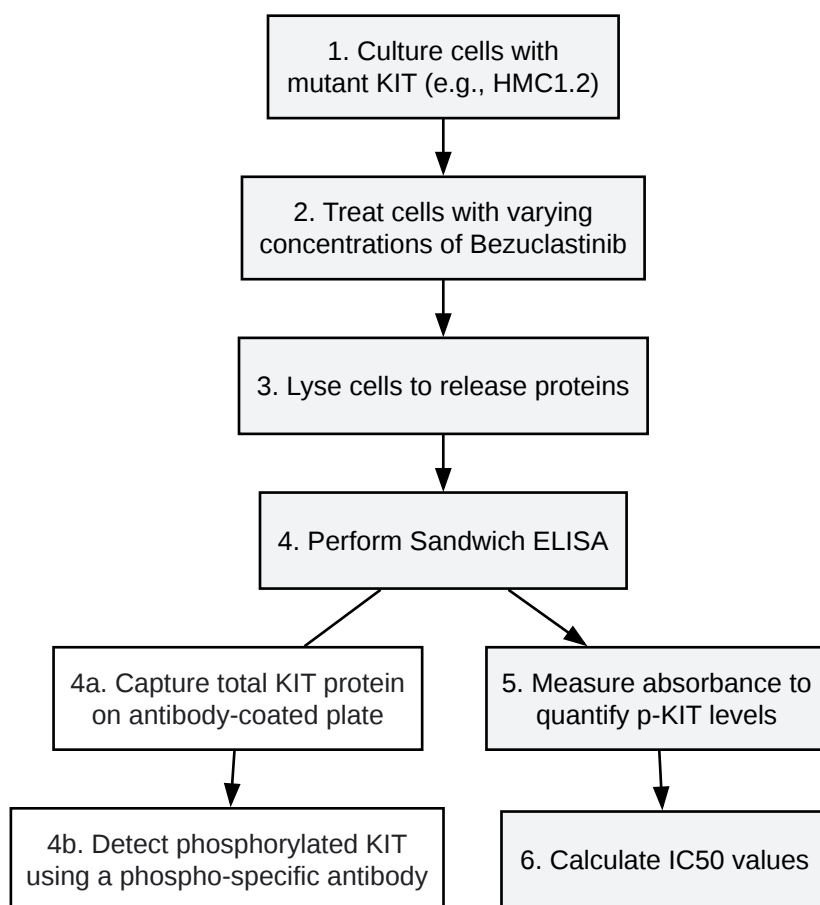 1. Culture cells with
mutant KIT (e.g., HMC1.2)
2. Treat cells with varying
concentrations of Bezuclastinib
3. Lyse cells to release proteins
4. Perform Sandwich ELISA
4a. Capture total KIT protein
on antibody-coated plate
5. Measure absorbance to
quantify p-KIT levels
4b. Detect phosphorylated KIT
using a phospho-specific antibody
6. Calculate IC50 values